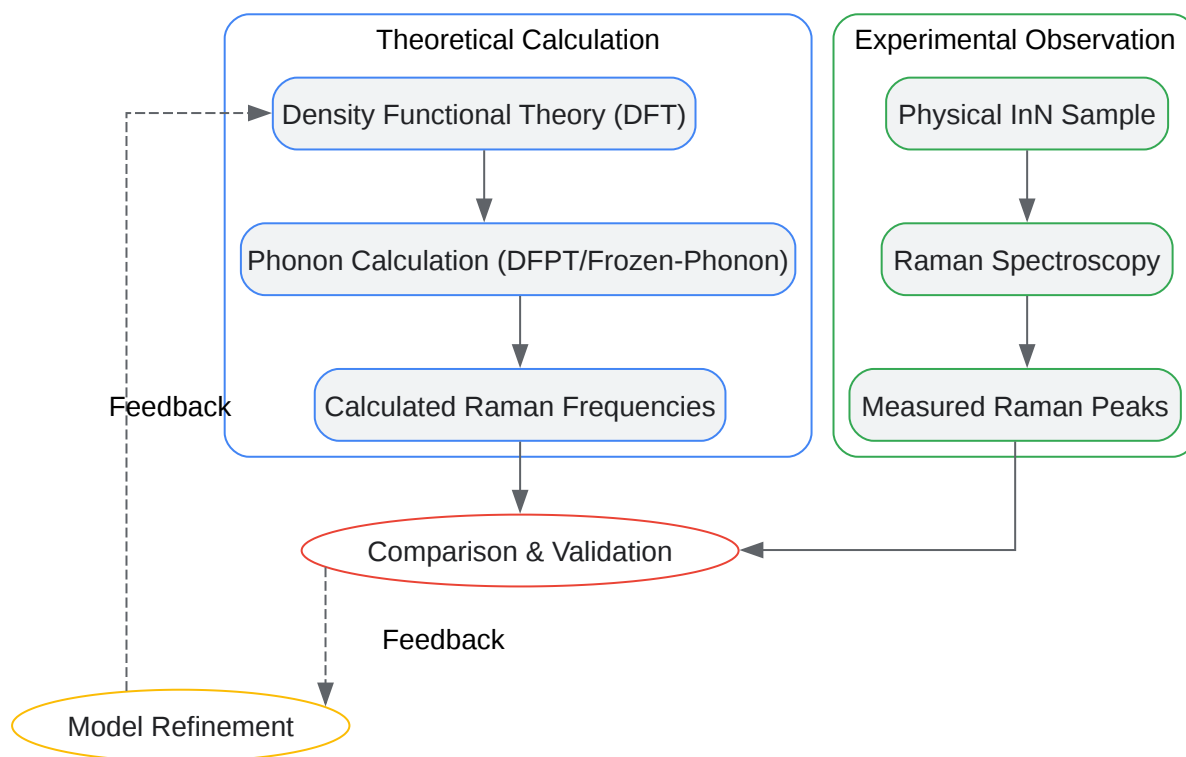 Theoretical Calculation
Experimental Observation
Density Functional Theory (DFT)
Physical InN Sample
Phonon Calculation (DFPT/Frozen-Phonon)
Raman Spectroscopy
Feedback
Calculated Raman Frequencies
Measured Raman Peaks
Comparison & Validation
Feedback
Model Refinement